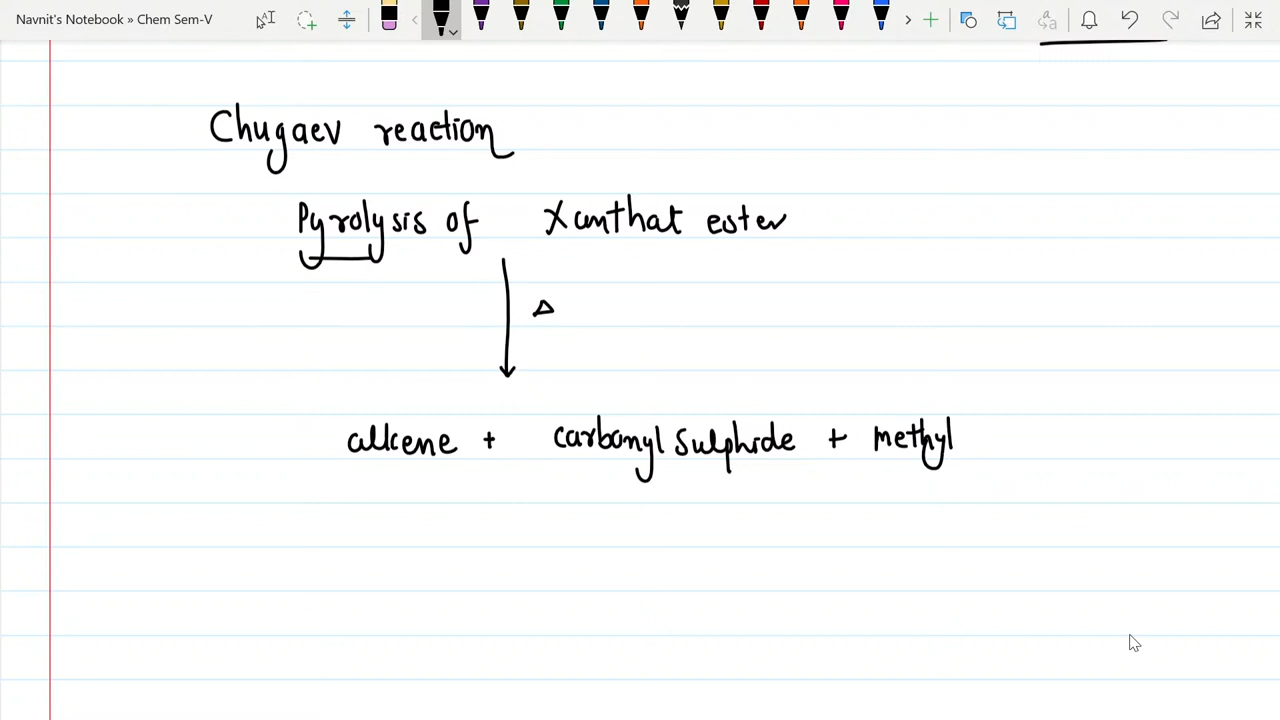 Navnit's Notebook » Chem Sem-V
Chugaev reaction
Pyrolysis of Xanthat ester
Δ
alkene + carbonyl sulphide + methyl